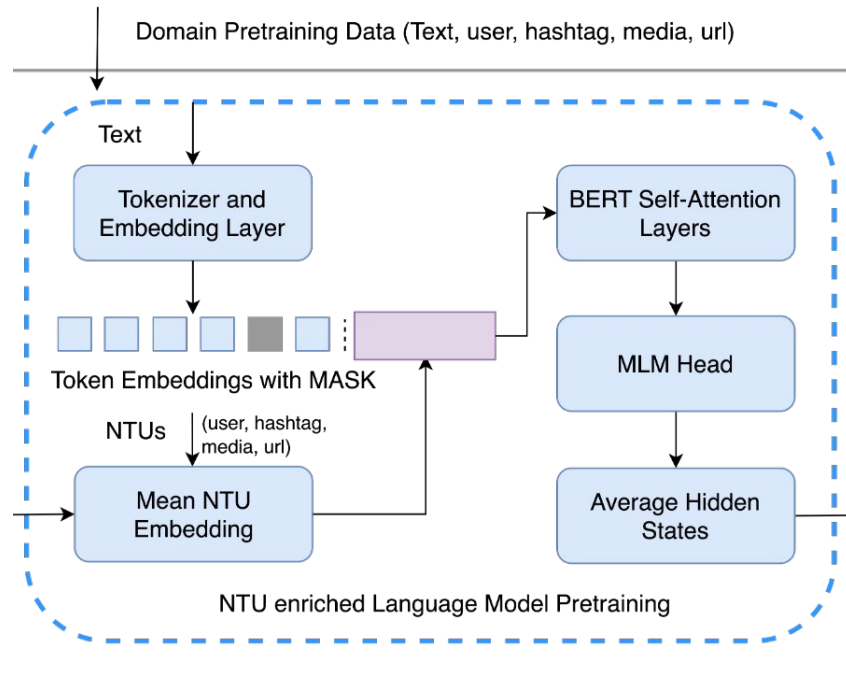 Domain Pretraining Data (Text, user, hashtag, media, url)
Text
Tokenizer and
Embedding Layer
Token Embeddings with MASK
NTUs
(user, hashtag,
media, url)
Mean NTU
Embedding
BERT Self-Attention
Layers
MLM Head
Average Hidden
States
NTU enriched Language Model Pretraining